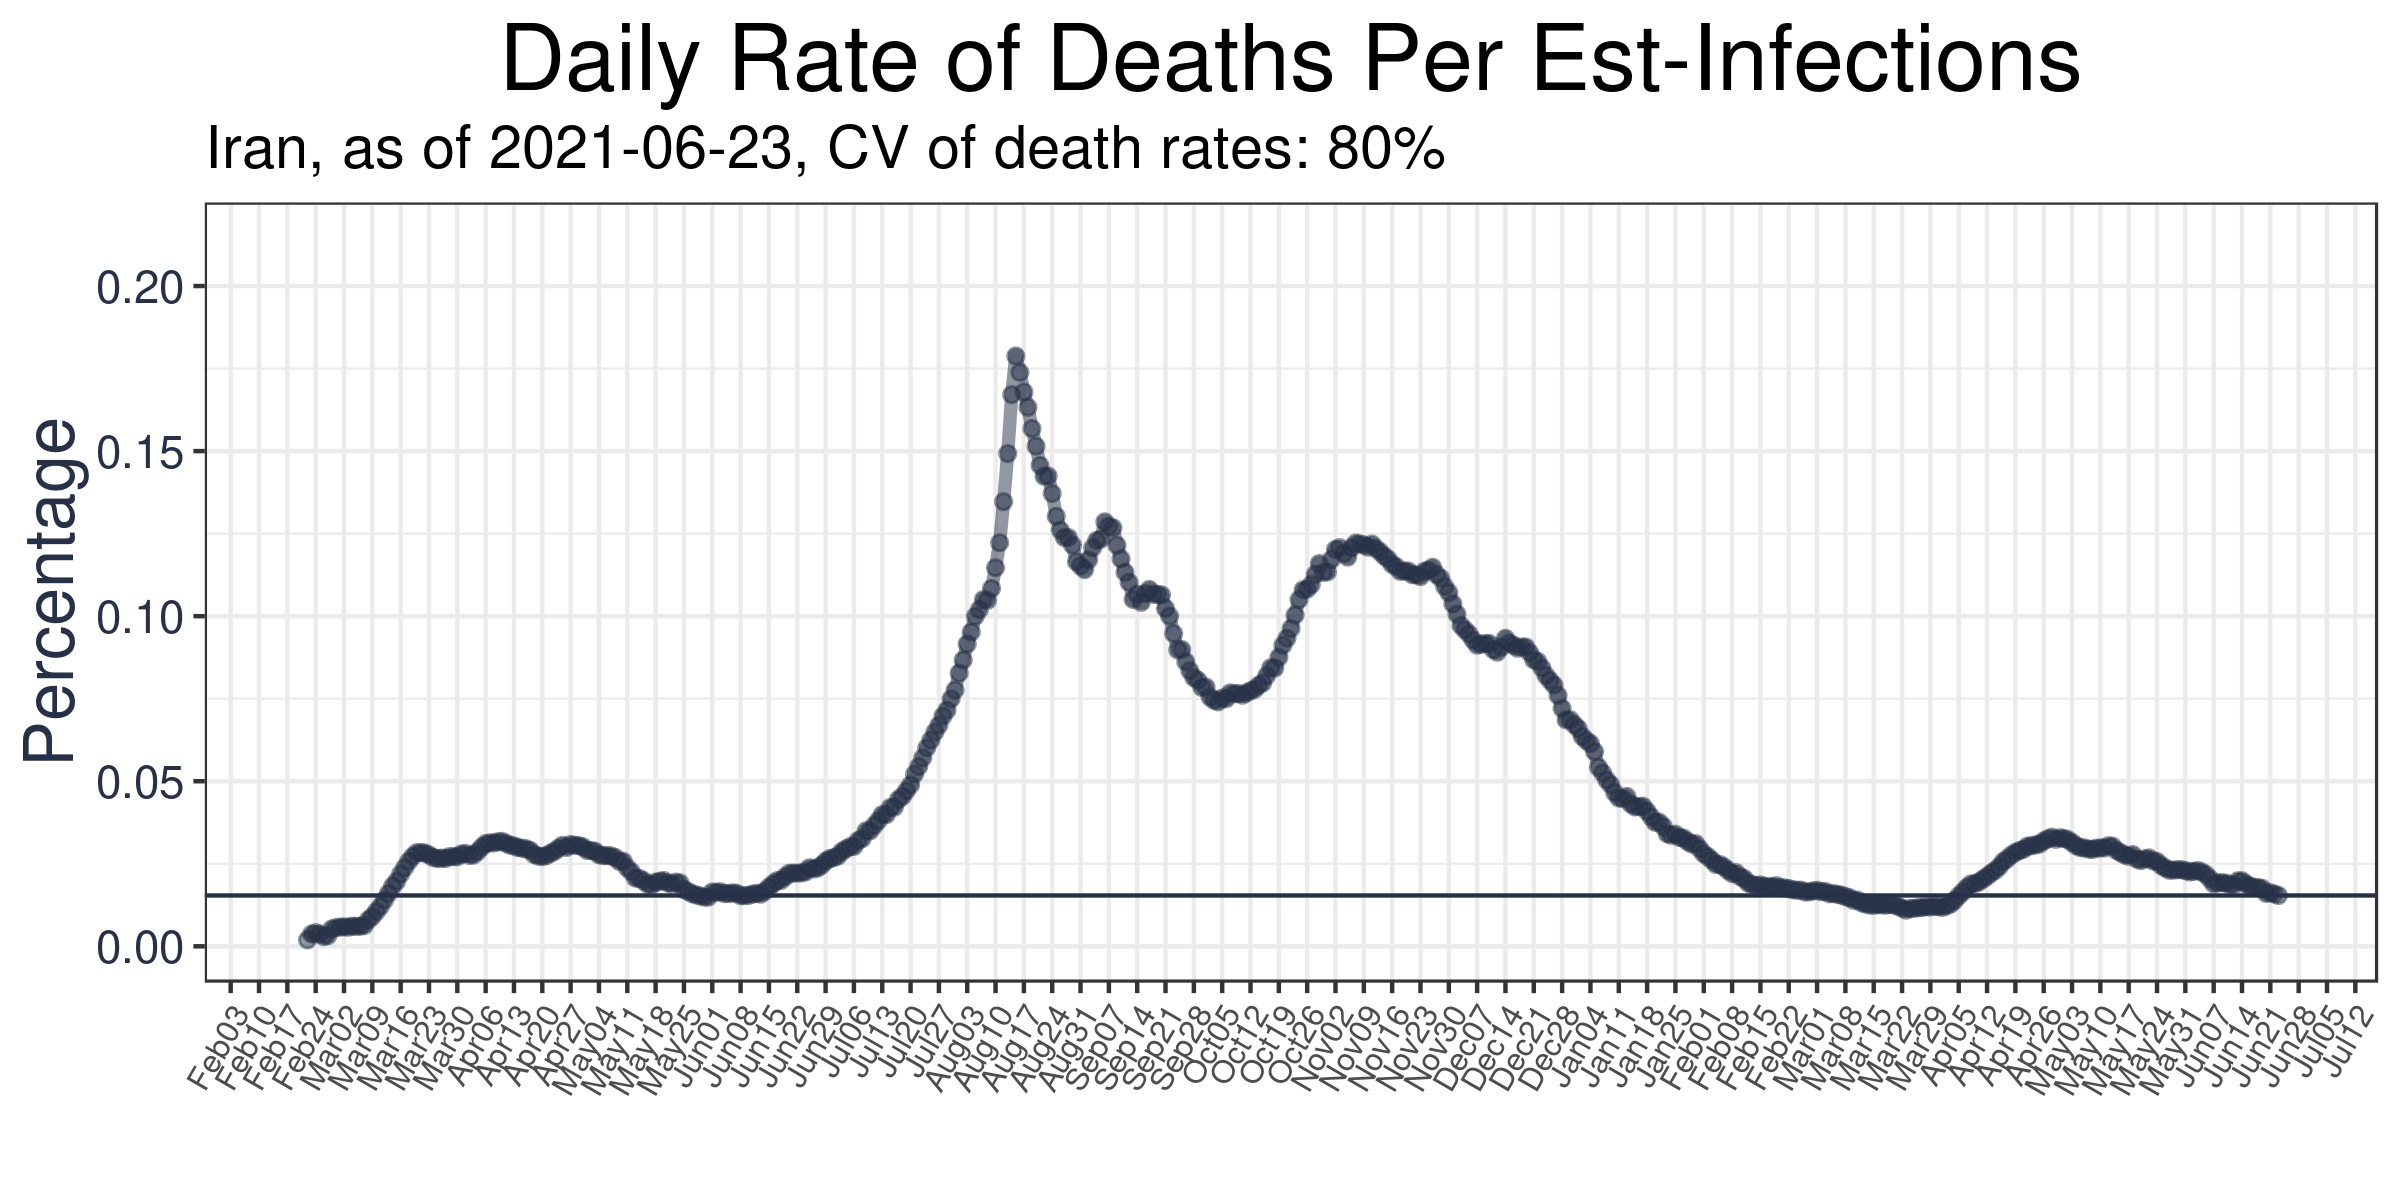 Daily Rate of Deaths Per Est-Infections
Iran, as of 2021-06-23, CV of death rates: 80%
Percentage
0.20
0.15
0.10
0.05
0.00
Feb03
Feb10
Feb17
Feb24
Mar02
Mar09
Mar16
Mar23
Mar30
Apr06
Apr13
Apr20
Apr27
May04
May11
May18
May25
Jun01
Jun08
Jun15
Jun22
Jun29
Jul06
Jul13
Jul20
Jul27
Aug03
Aug10
Aug17
Aug24
Aug31
Sep07
Sep14
Sep21
Sep28
Oct05
Oct12
Oct19
Oct26
Nov02
Nov09
Nov16
Nov23
Nov30
Dec07
Dec14
Dec21
Dec28
Jan04
Jan11
Jan18
Jan25
Feb01
Feb08
Feb15
Feb22
Mar01
Mar08
Mar15
Mar22
Mar29
Apr05
Apr12
Apr19
Apr26
May03
May10
May17
May24
May31
Jun07
Jun14
Jun21
Jun28
Jul05
Jul12